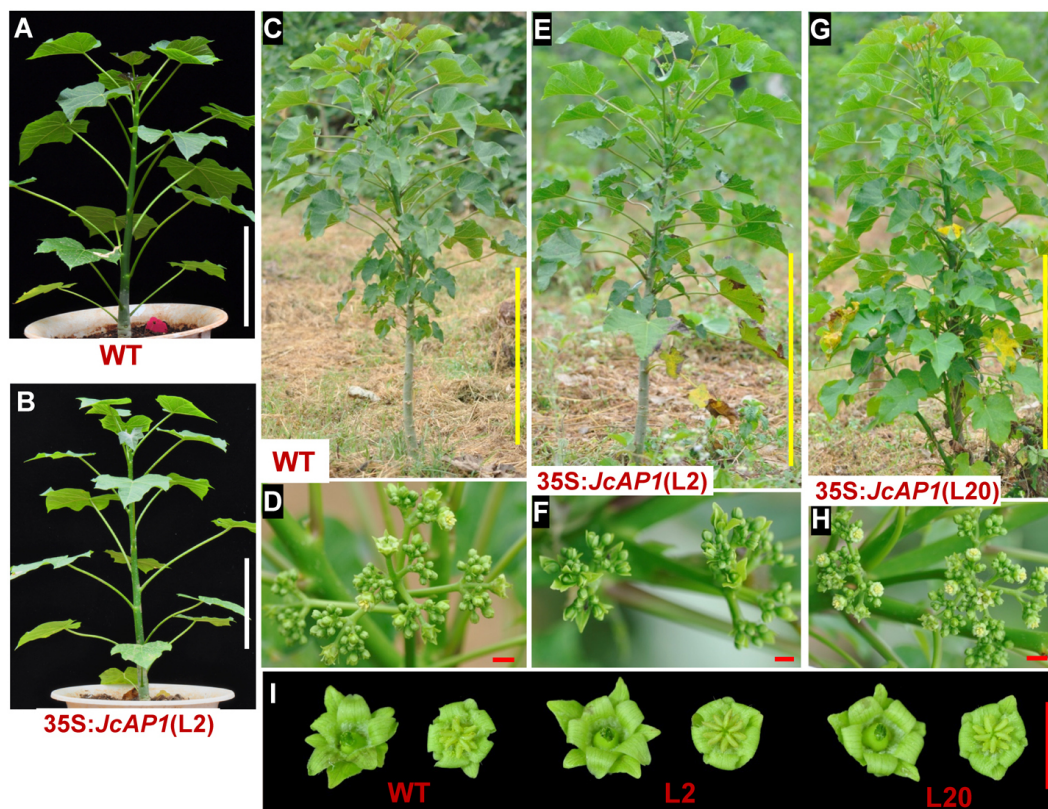 A
WT
B
35S:JcAP1(L2)
C
WT
D
E
35S:JcAP1(L2)
F
G
35S:JcAP1(L20)
H
I
WT
L2
L20